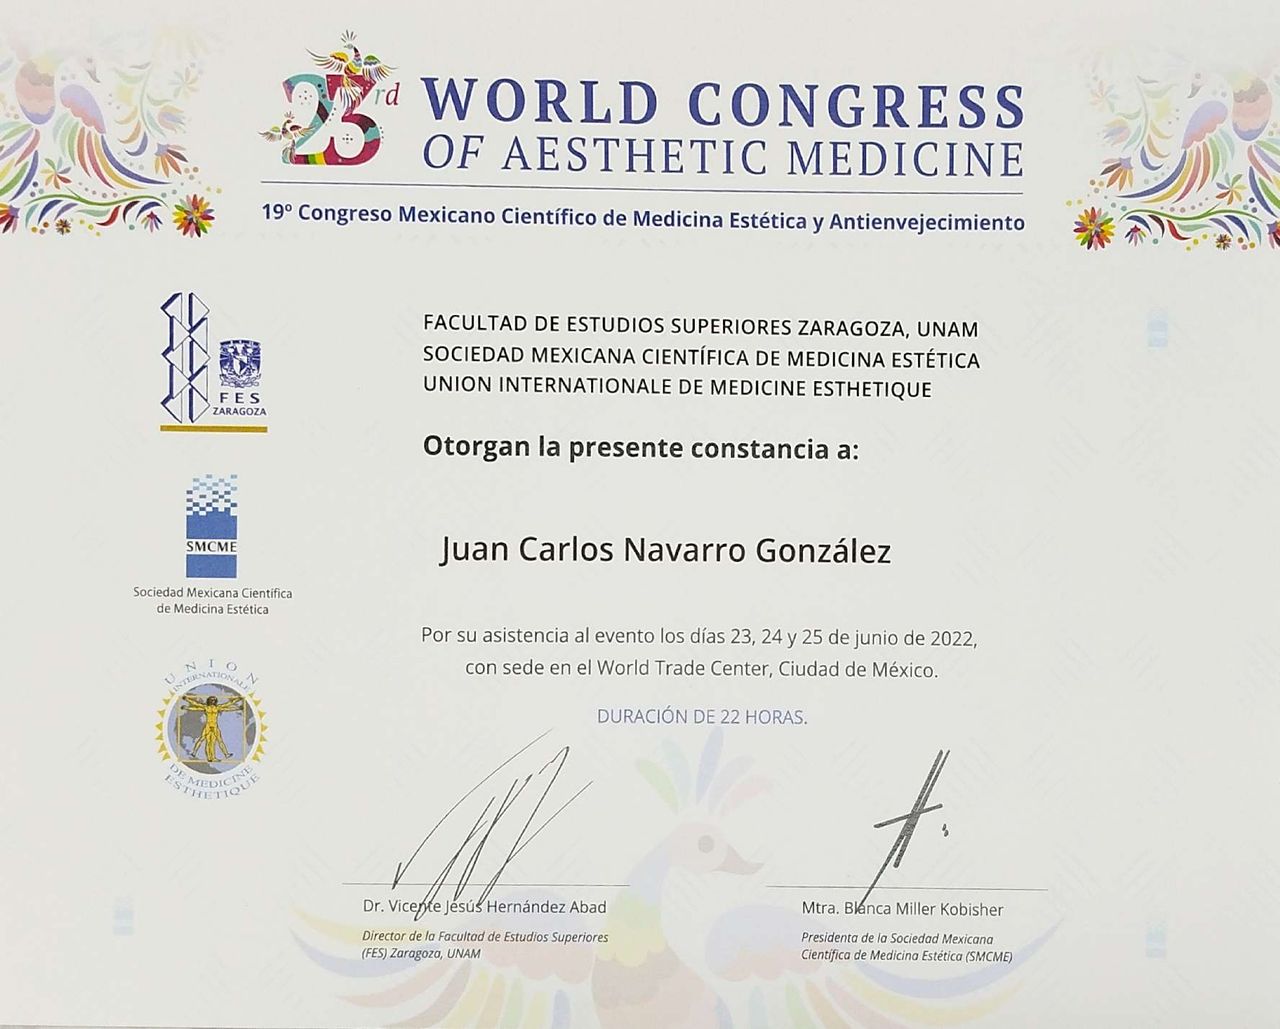 23rd WORLD CONGRESS
OF AESTHETIC MEDICINE
19º Congreso Mexicano Científico de Medicina Estética y Antienvejecimiento
FES
ZARAGOZA
FACULTAD DE ESTUDIOS SUPERIORES ZARAGOZA, UNAM
SOCIEDAD MEXICANA CIENTÍFICA DE MEDICINA ESTÉTICA
UNION INTERNATIONALE DE MEDICINE ESTHETIQUE
Otorgan la presente constancia a:
SMCME
Sociedad Mexicana Científica
de Medicina Estética
Juan Carlos Navarro González
Por su asistencia al evento los días 23, 24 y 25 de junio de 2022,
con sede en el World Trade Center, Ciudad de México.
DURACIÓN DE 22 HORAS.
UNION
INTERNATIONALE
DE MEDICINE
ESTHETIQUE
Dr. Vicente Jesús Hernández Abad
Director de la Facultad de Estudios Superiores
(FES) Zaragoza, UNAM
Mtra. Blanca Miller Kobisher
Presidenta de la Sociedad Mexicana
Científica de Medicina Estética (SMCME)